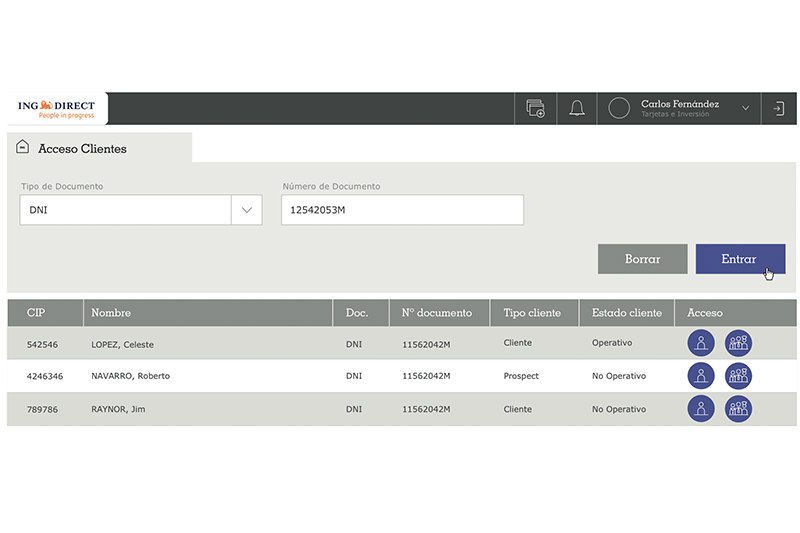 ING DIRECT
People in progress
Carlos Fernández
Tarjetas e Inversión
Acceso Clientes
Tipo de Documento
Número de Documento
DNI
12542053M
Borrar
Entrar
CIP Nombre Doc. Nº documento Tipo cliente Estado cliente Acceso
542546 LOPEZ, Celeste DNI 11562042M Cliente Operativo
4246346 NAVARRO, Roberto DNI 11562042M Prospect No Operativo
789786 RAYNOR, Jim DNI 11562042M Cliente No Operativo